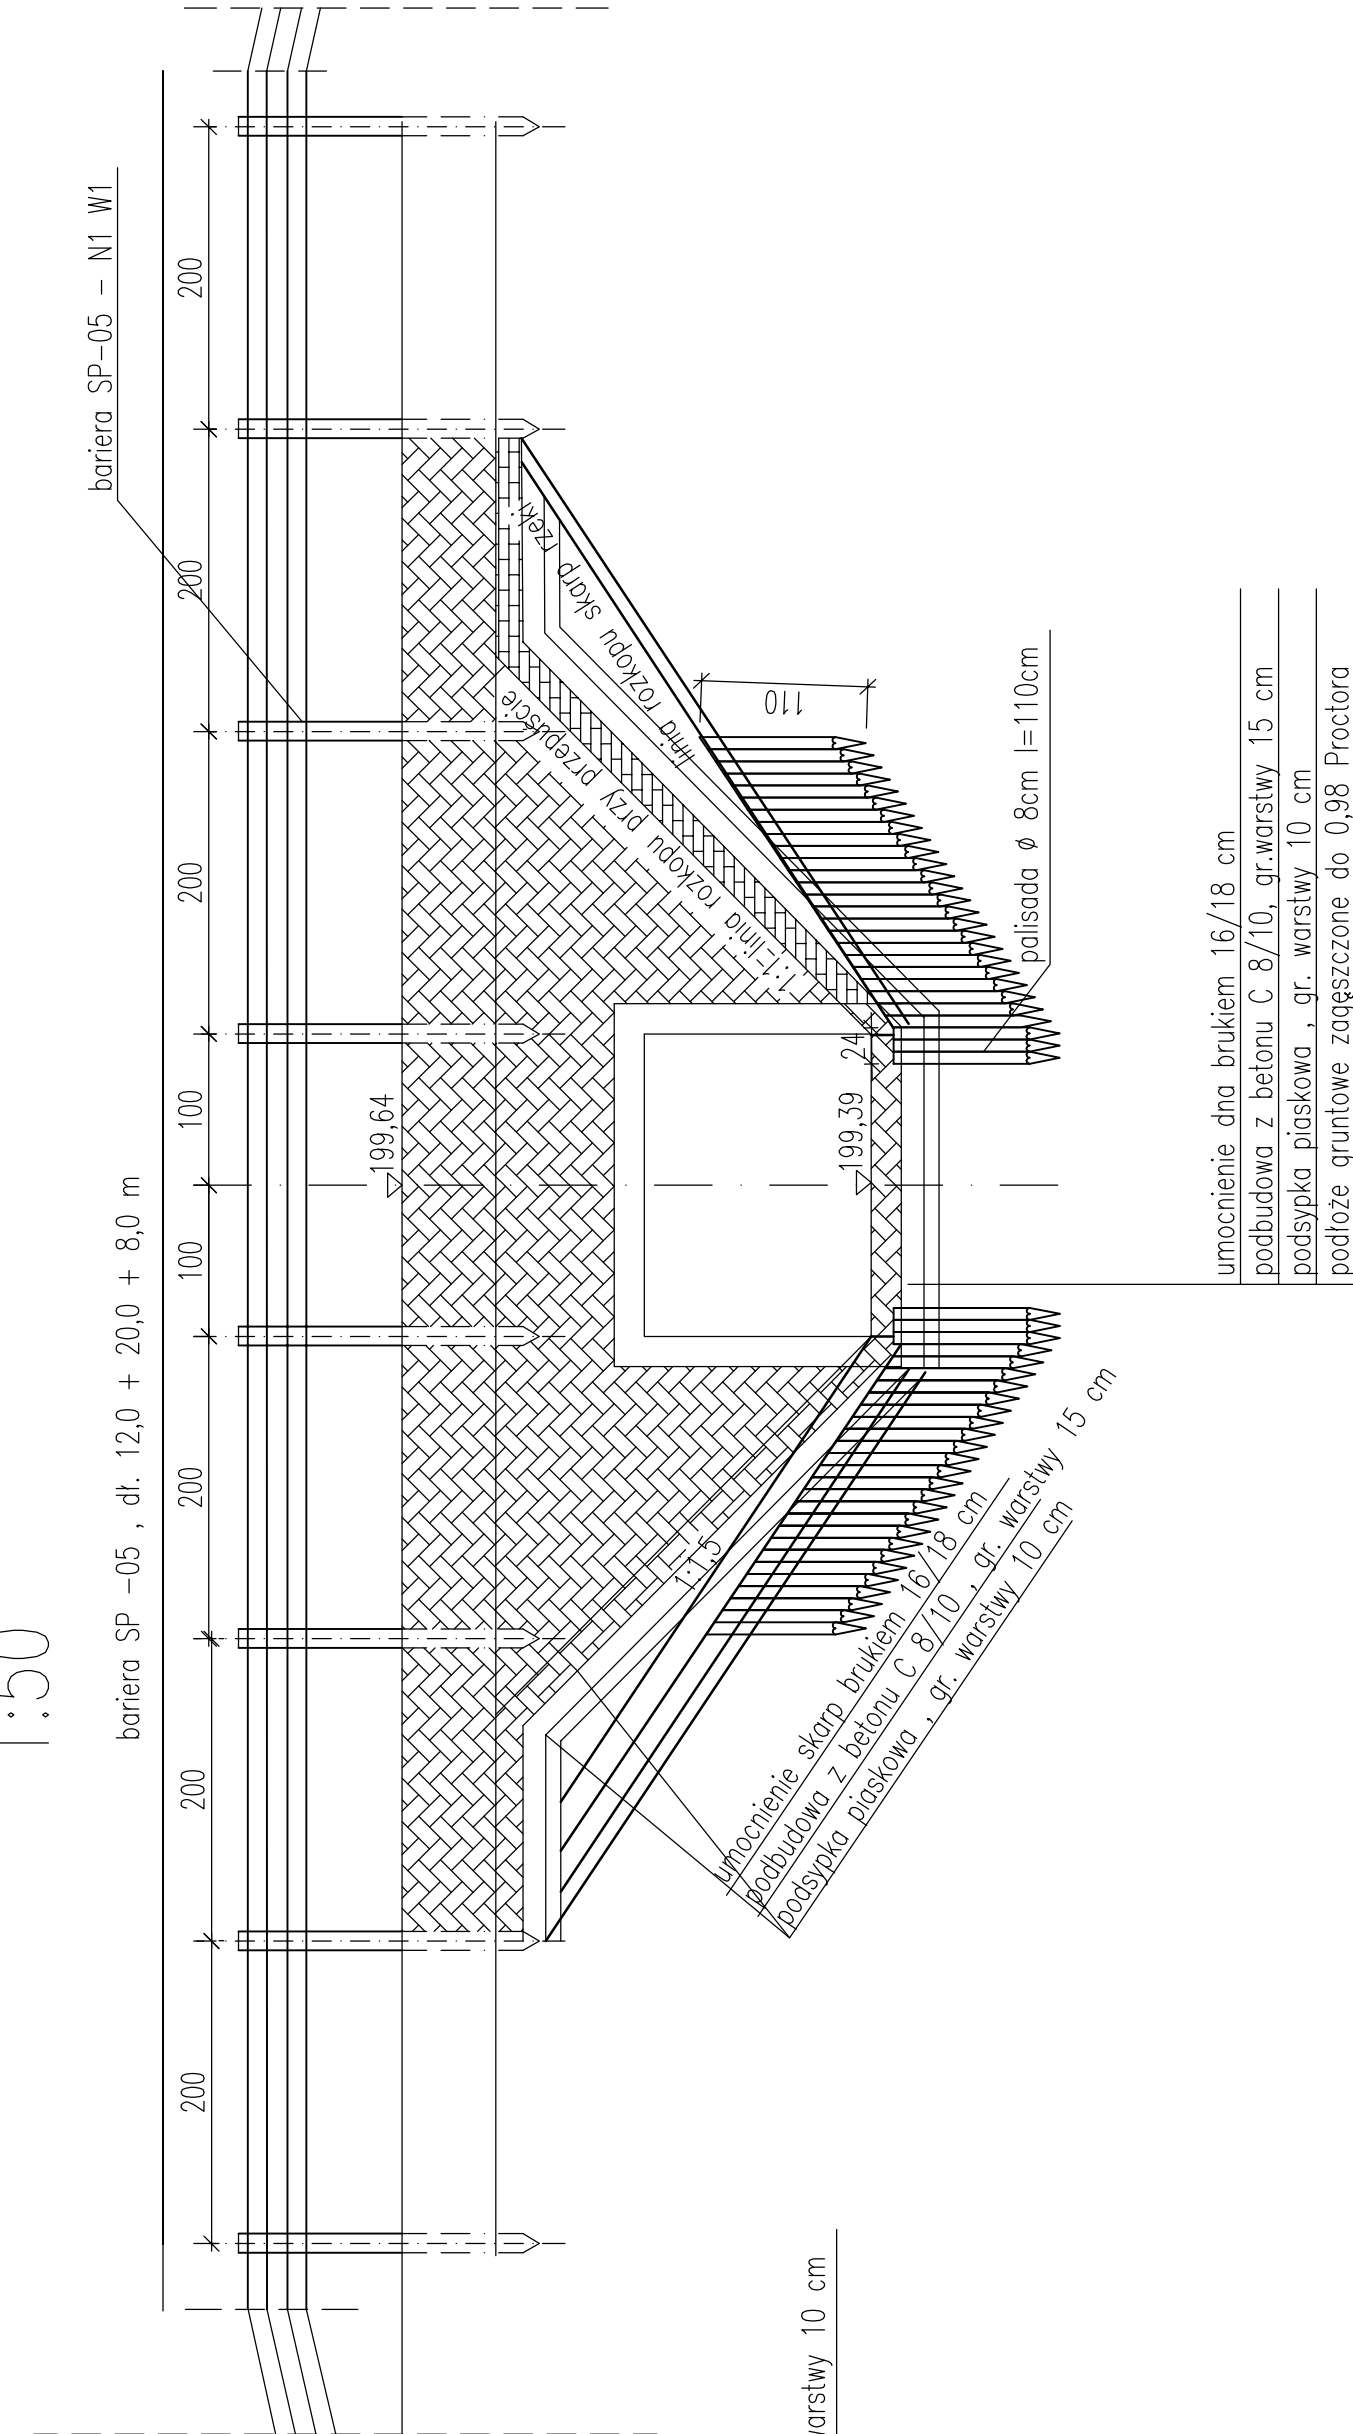 1:50
bariera SP -05 , dł. 12,0 + 20,0 + 8,0 m
bariera SP-05 - N1 W1
200
200
200
100
100
200
200
200
199,64
199,39
24
110
1:1,5
1:1-linia rozkopu przy przepuście
linia rozkopu skarp rzeki
palisada ø 8cm l=110cm
umocnienie skarp brukiem 16/18 cm
podbudowa z betonu C 8/10 , gr. warstwy 15 cm
podsypka piaskowa , gr. warstwy 10 cm
umocnienie dna brukiem 16/18 cm
podbudowa z betonu C 8/10, gr.warstwy 15 cm
podsypka piaskowa , gr. warstwy 10 cm
podłoże gruntowe zagęszczone do 0,98 Proctora
warstwy 10 cm